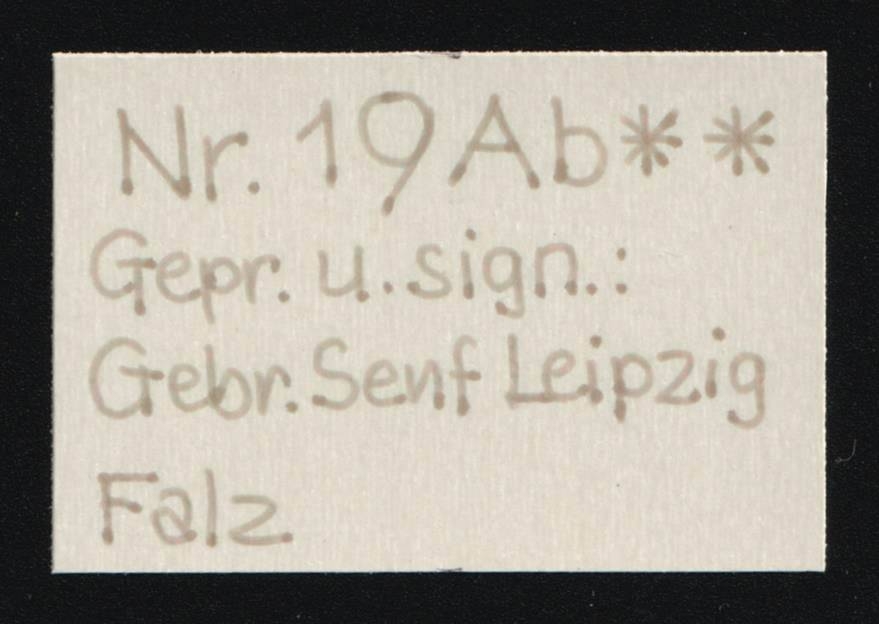 Nr. 19Ab**
Gepr. u. sign.:
Gebr. Senf Leipzig
Falz